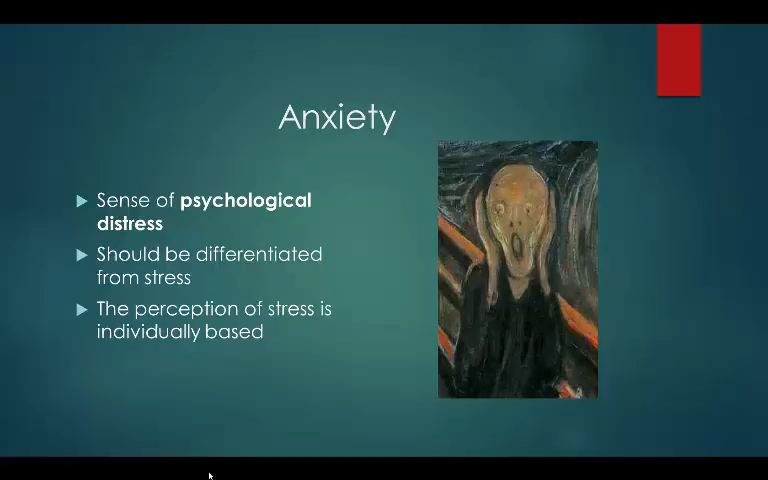 Anxiety
Sense of psychological
distress
Should be differentiated
from stress
The perception of stress is
individually based